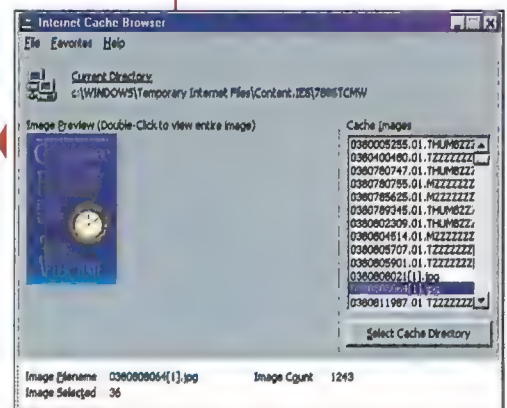 Internet Cache Browser
File Favorites Help
Current Directory
c:\WINDOWS\Temporary Internet Files\Content.IE5\
Image Preview (Double-Click to view entire image)
Cache Images
0380005255.01.THUMBZZZ
0380400480.01.TZZZZZZZ
0380780747.01.THUMBZZZ
0380780755.01.MZZZZZZZ
0380785625.01.MZZZZZZZ
0380789345.01.THUMBZZZ
0380802309.01.THUMBZZZ
0380804514.01.MZZZZZZZ
0380805707.01.TZZZZZZZ
0380805901.01.TZZZZZZZ
0380808021[1].jpg
0380811987 01 TZZZZZZZ
Select Cache Directory
Image Filename 0380808064[1].jpg Image Count 1243
Image Selected 36